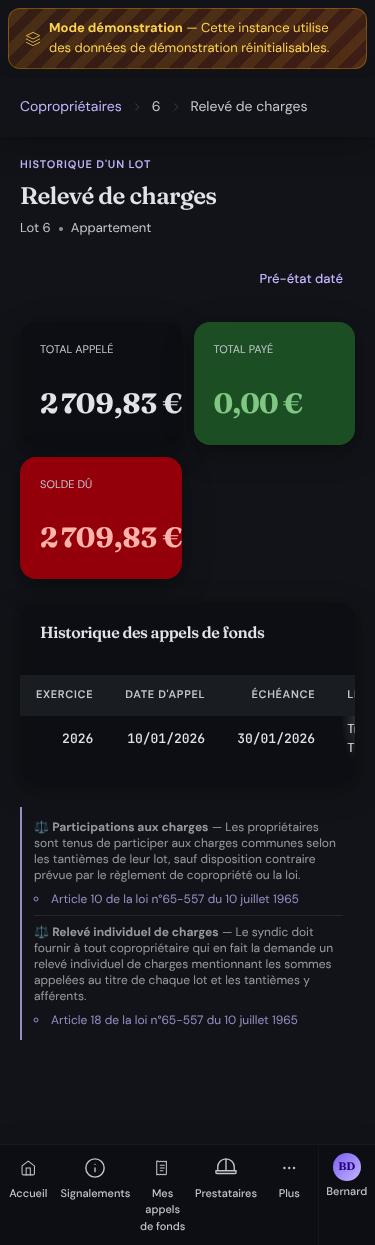 Mode démonstration — Cette instance utilise
des données de démonstration réinitialisables.
Copropriétaires
6
Relevé de charges
HISTORIQUE D'UN LOT
Relevé de charges
Lot 6 • Appartement
Pré-état daté
TOTAL APPELÉ
2 709,83 €
TOTAL PAYÉ
0,00 €
SOLDE DÛ
2 709,83 €
Historique des appels de fonds
EXERCICE
DATE D'APPEL
ÉCHÉANCE
2026
10/01/2026
30/01/2026
⚖️ Participations aux charges — Les propriétaires
sont tenus de participer aux charges communes selon
les tantièmes de leur lot, sauf disposition contraire
prévue par le règlement de copropriété ou la loi.
Article 10 de la loi n°65-557 du 10 juillet 1965
⚖️ Relevé individuel de charges — Le syndic doit
fournir à tout copropriétaire qui en fait la demande un
relevé individuel de charges mentionnant les sommes
appelées au titre de chaque lot et les tantièmes y
afférents.
Article 18 de la loi n°65-557 du 10 juillet 1965
Accueil
Signalements
Mes
appels
de fonds
Prestataires
Plus
BD
Bernard